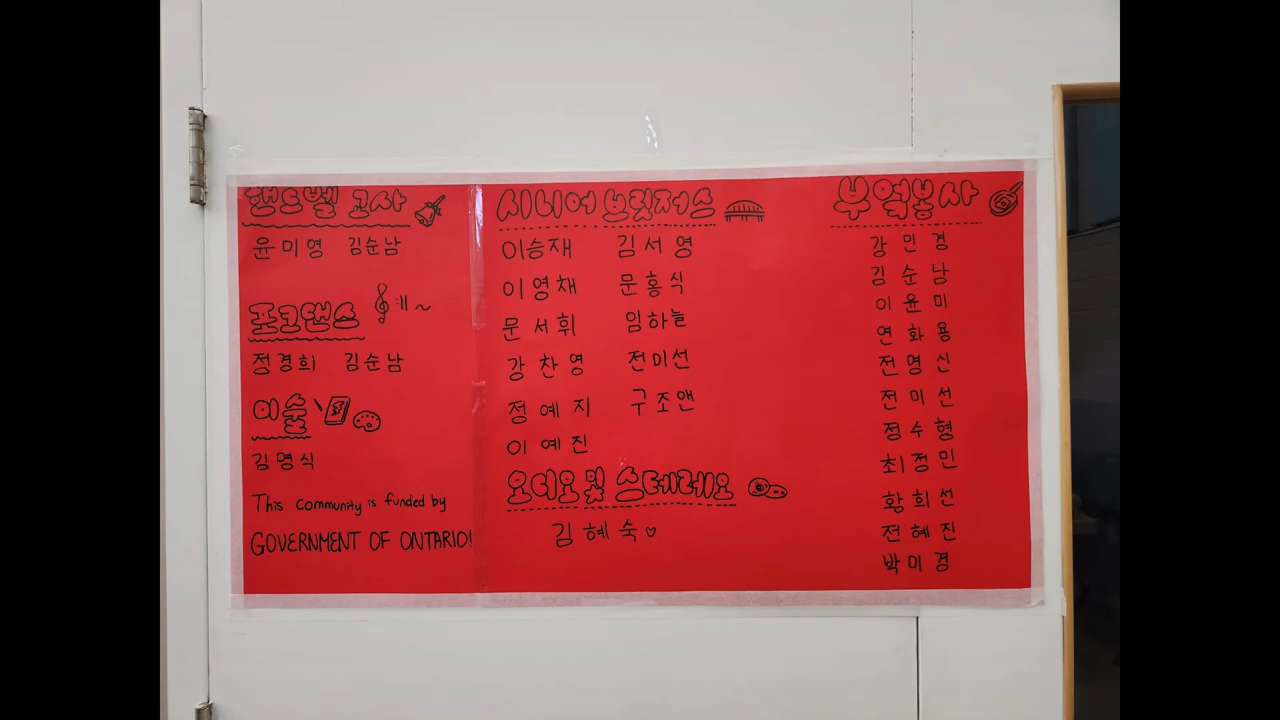 핸드벨 교사
윤미영 김순남
포크댄스
정경희 김순남
미술
김영식
This community is funded by
GOVERNMENT OF ONTARIO!
시니어 브릿저스
이승재 김서영
이영채 문홍식
문서휘 임하늘
강찬영 전미선
정예지 구조앤
이예진
오디오 및 스테레오
김혜숙♡
부엌봉사
강민경
김순남
이윤미
연화용
전명신
전미선
정수형
최정민
황희선
전혜진
박미경